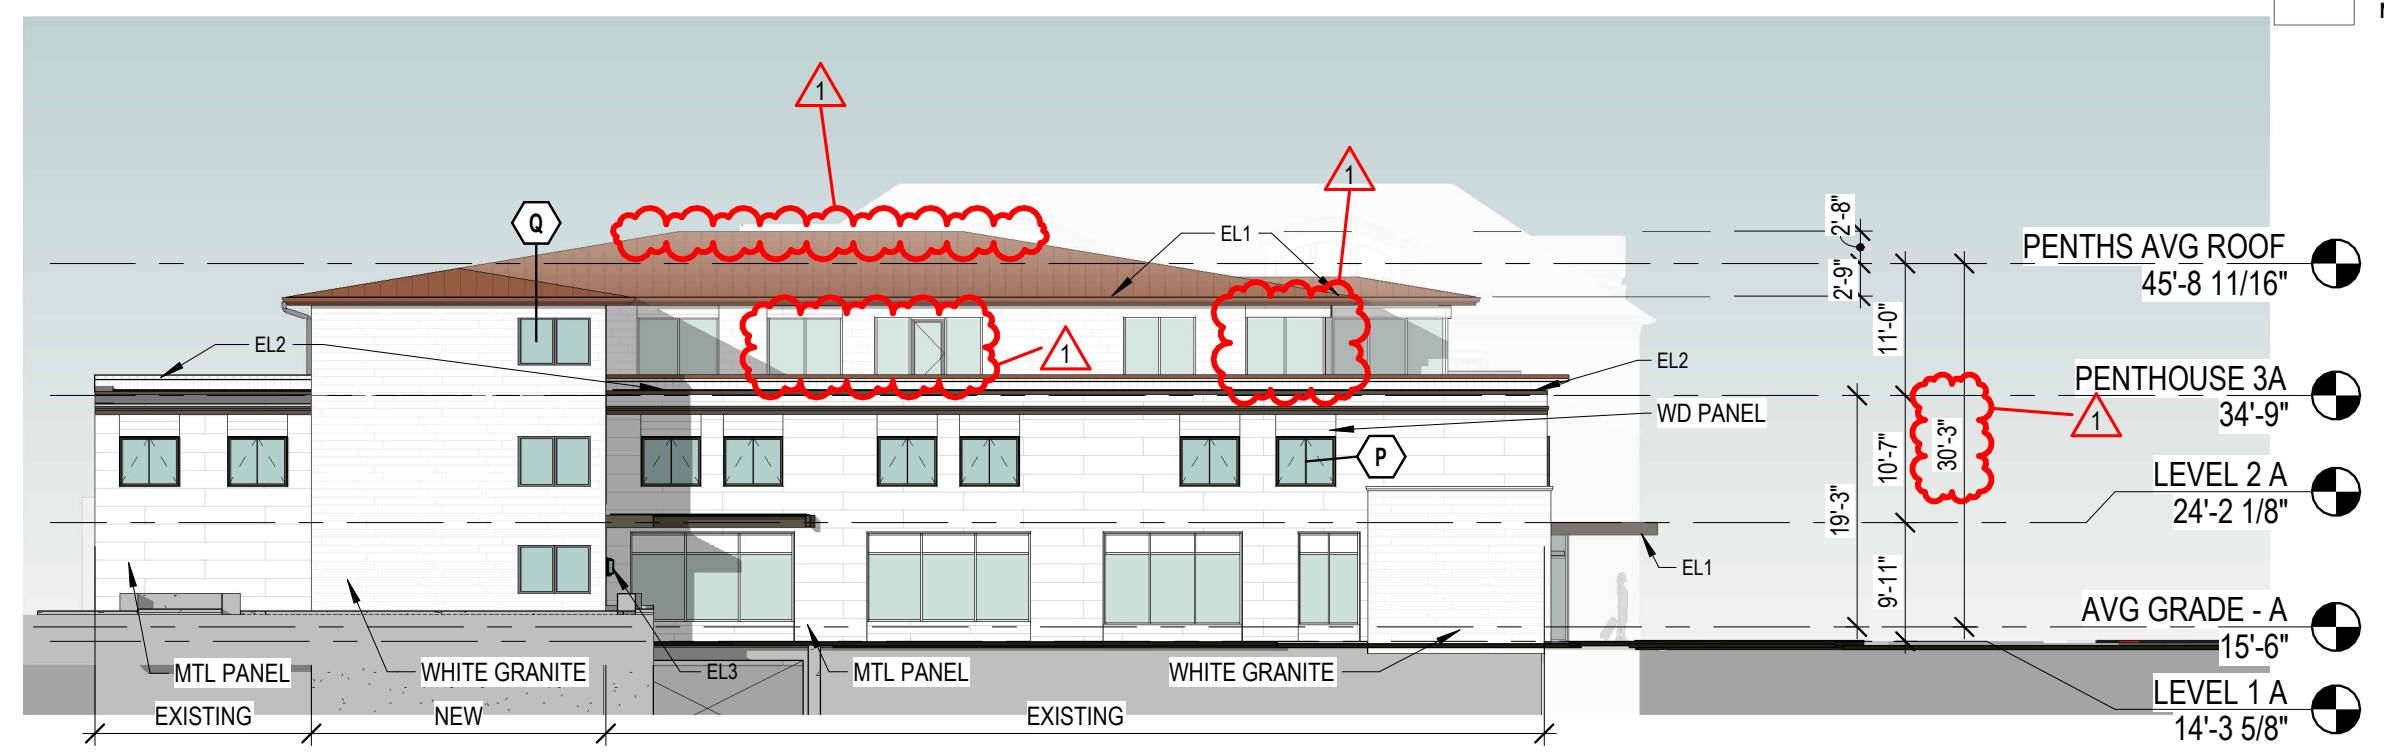 1
1
2'-8"
Q
EL1
PENTHS AVG ROOF
45'-8 11/16"
2'-9"
11'-0"
EL2
1
EL2
PENTHOUSE 3A
34'-9"
WD PANEL
1
P
10'-7"
30'-3"
LEVEL 2 A
24'-2 1/8"
19'-3"
EL1
9'-11"
AVG GRADE - A
15'-6"
MTL PANEL
WHITE GRANITE
EL3
MTL PANEL
WHITE GRANITE
LEVEL 1 A
14'-3 5/8"
EXISTING
NEW
EXISTING